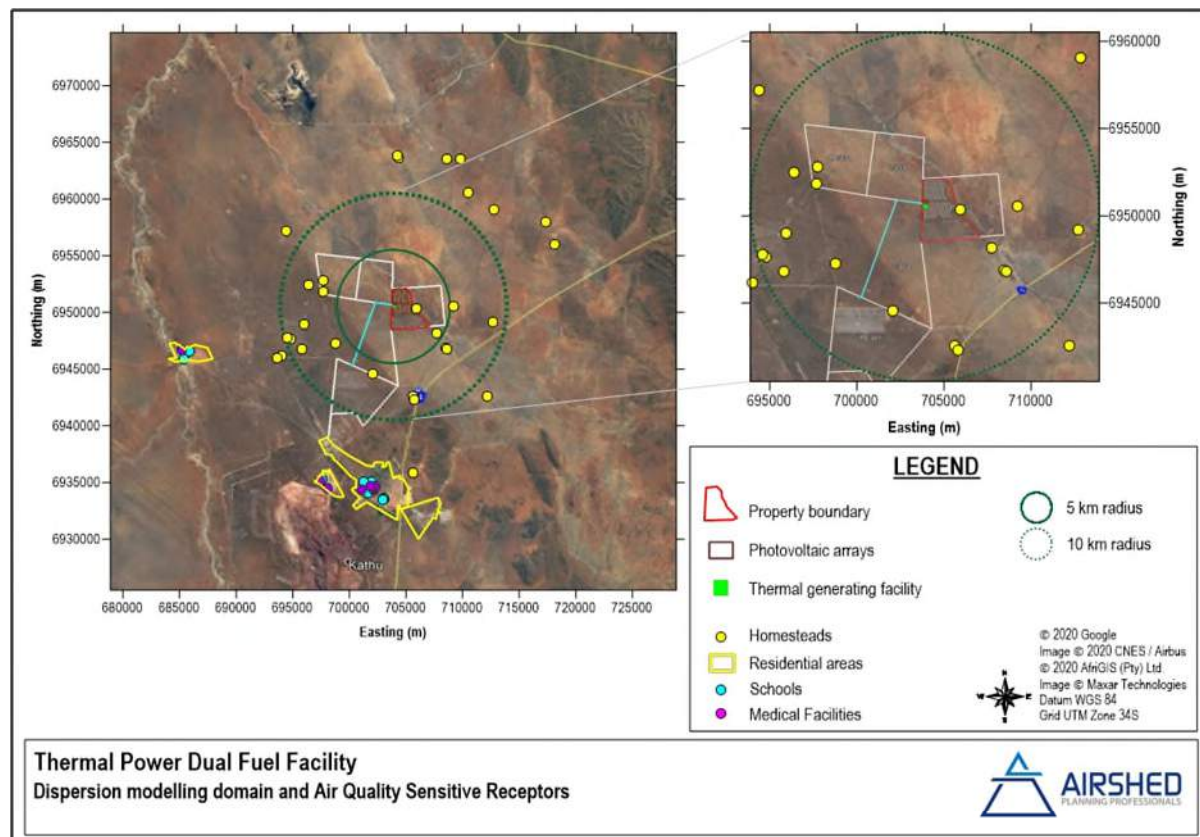 6970000
6965000
6960000
6955000
6950000
6945000
6940000
6935000
6930000
Northing (m)
Kathu
680000 685000 690000 695000 700000 705000 710000 715000 720000 725000
Easting (m)
6960000
6955000
6950000
6945000
Northing (m)
695000 700000 705000 710000
Easting (m)
LEGEND
Property boundary
Photovoltaic arrays
Thermal generating facility
Homesteads
Residential areas
Schools
Medical Facilities
5 km radius
10 km radius
© 2020 Google
Image © 2020 CNES / Airbus
© 2020 AfriGIS (Pty) Ltd.
Image © Maxar Technologies
Datum WGS 84
Grid UTM Zone 34S
Thermal Power Dual Fuel Facility
Dispersion modelling domain and Air Quality Sensitive Receptors
AIRSHED
PLANNING PROFESSIONALS